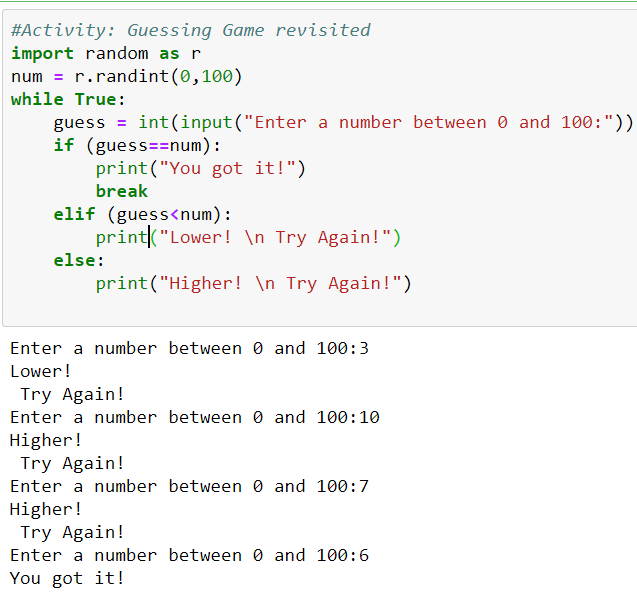 #Activity: Guessing Game revisited
import random as r
num = r.randint(0,100)
while True:
    guess = int(input("Enter a number between 0 and 100:"))
    if (guess==num):
        print("You got it!")
        break
    elif (guess<num):
        print("Lower! \n Try Again!")
    else:
        print("Higher! \n Try Again!")
Enter a number between 0 and 100:3
Lower!
 Try Again!
Enter a number between 0 and 100:10
Higher!
 Try Again!
Enter a number between 0 and 100:7
Higher!
 Try Again!
Enter a number between 0 and 100:6
You got it!